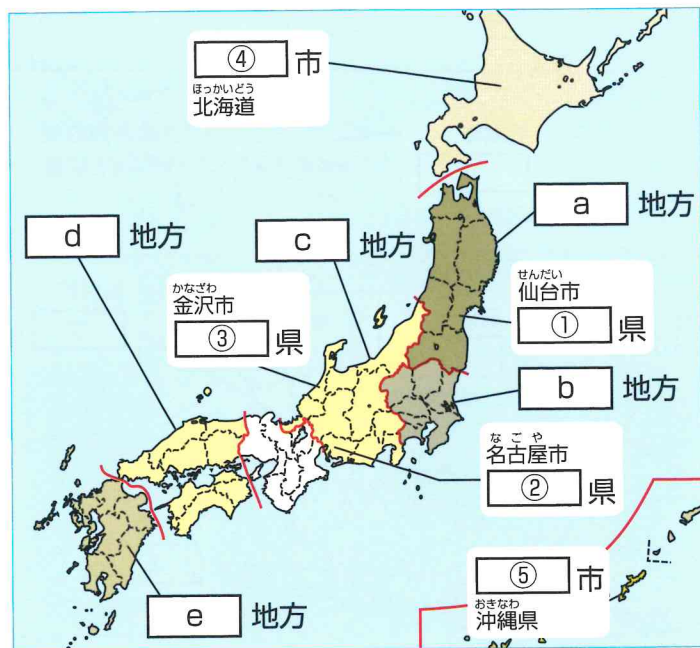 ④ 市
ほっかいどう
北海道
a 地方
d 地方
c 地方
せんだい
仙台市
① 県
かなざわ
金沢市
③ 県
b 地方
なごや
名古屋市
② 県
⑤ 市
おきなわ
沖縄県
e 地方